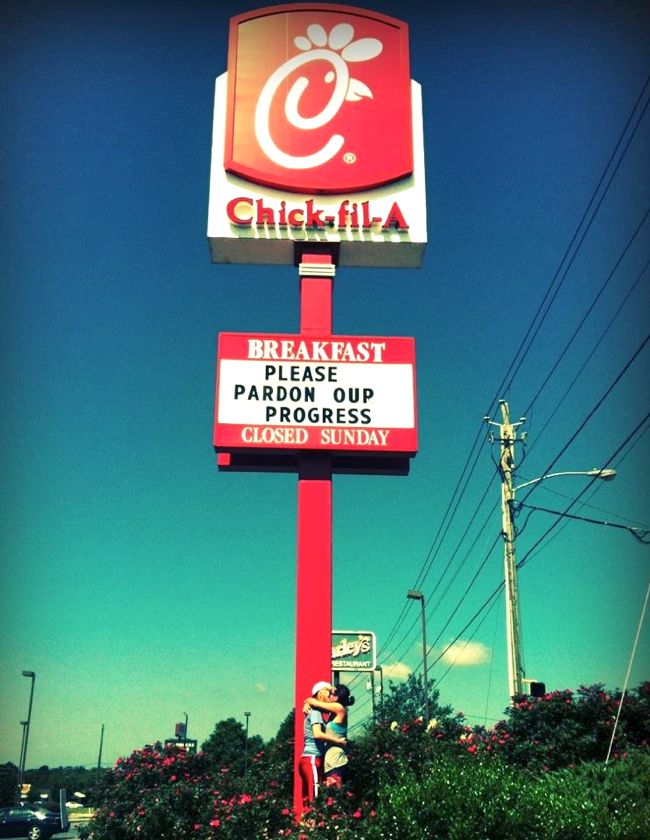 Chick-fil-A
®
BREAKFAST
PLEASE
PARDON OUP
PROGRESS
CLOSED SUNDAY
RESTAURANT